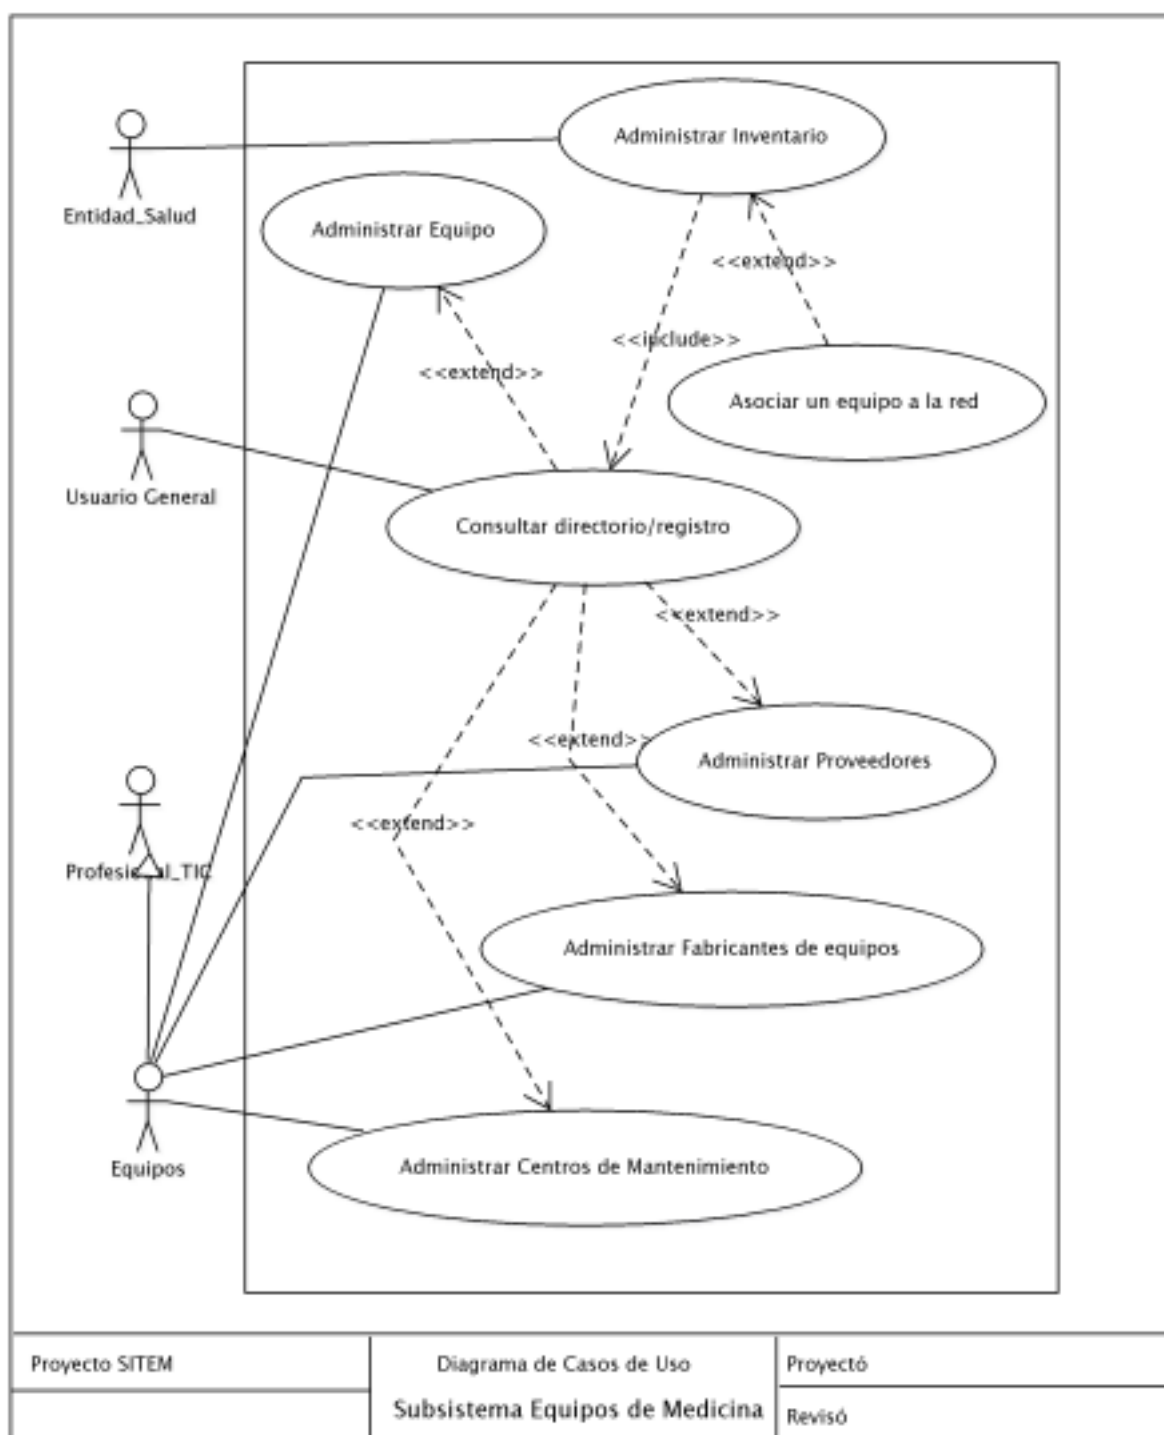 Administrar Inventario
Entidad_Salud
Administrar Equipo
<<extend>>
<<include>>
<<extend>>
Asociar un equipo a la red
Usuario General
Consultar directorio/registro
<<extend>>
<<extend>>
Administrar Proveedores
<<extend>>
Profesional_TIC
Administrar Fabricantes de equipos
Equipos
Administrar Centros de Mantenimiento
Proyecto SITEM
Diagrama de Casos de Uso
Proyectó
Subsistema Equipos de Medicina
Revisó